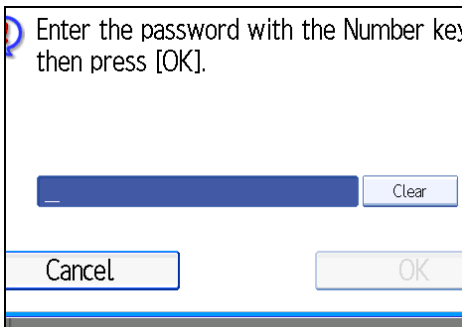 Enter the password with the Number key
then press [OK].
Clear
Cancel
OK